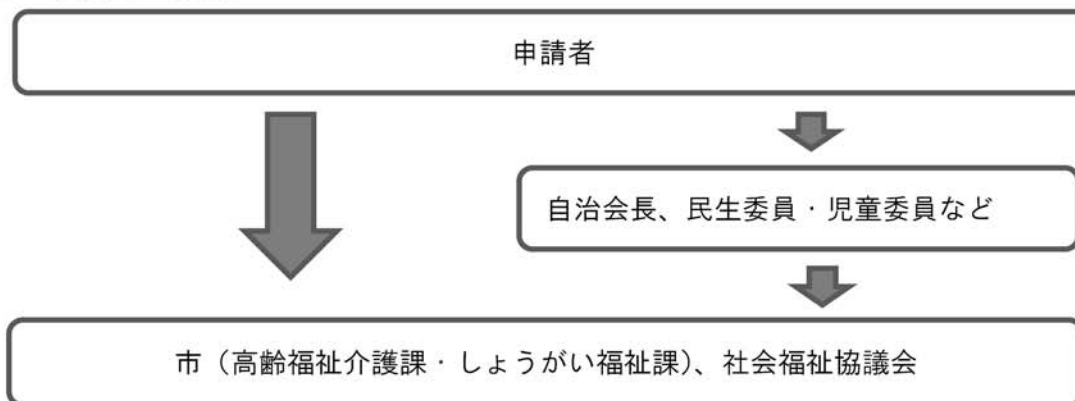 申請者
自治会長、民生委員・児童委員など
市（高齢福祉介護課・しょうがい福祉課）、社会福祉協議会